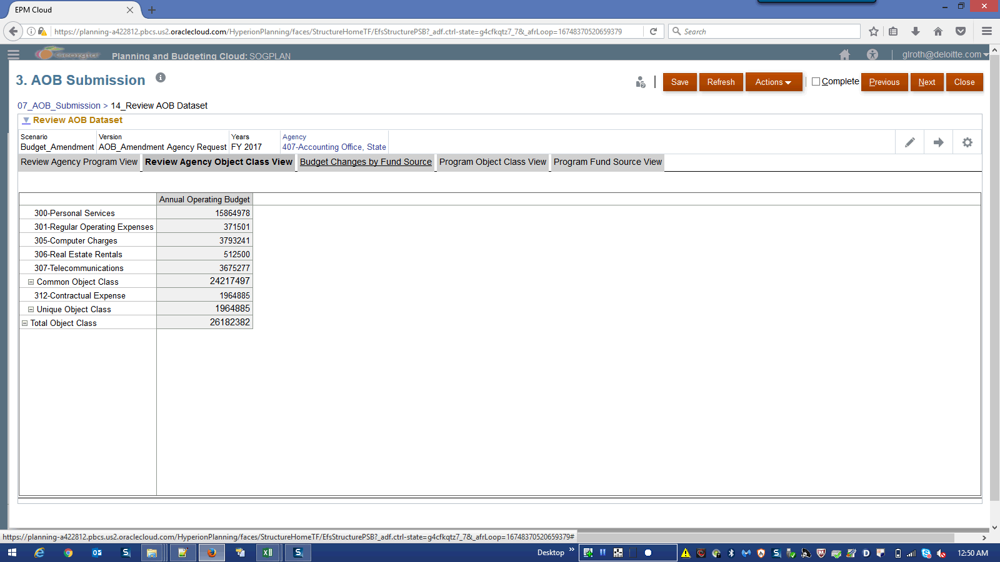 EPM Cloud
https://planning-a422812.pbcs.us2.oraclecloud.com/HyperionPlanning/faces/StructureHomeTF/EfsStructurePSB?_adf.ctrl-state=g4cfkqtz7_7&_afrLoop=16748370520659379
Search
Georgia
Planning and Budgeting Cloud: SOGPLAN
glroth@deloitte.com
3. AOB Submission
Save
Refresh
Actions
Complete
Previous
Next
Close
07_AOB_Submission > 14_Review AOB Dataset
Review AOB Dataset
Scenario Version Years Agency
Budget_Amendment AOB_Amendment Agency Request FY 2017 407-Accounting Office, State
Review Agency Program View Review Agency Object Class View Budget Changes by Fund Source Program Object Class View Program Fund Source View
Annual Operating Budget
300-Personal Services 15864978
301-Regular Operating Expenses 371501
305-Computer Charges 3793241
306-Real Estate Rentals 512500
307-Telecommunications 3675277
Common Object Class 24217497
312-Contractual Expense 1964885
Unique Object Class 1964885
Total Object Class 26182382
https://planning-a422812.pbcs.us2.oraclecloud.com/HyperionPlanning/faces/StructureHomeTF/EfsStructurePSB?_adf.ctrl-state=g4cfkqtz7_7&_afrLoop=16748370520659379#
Desktop
12:50 AM